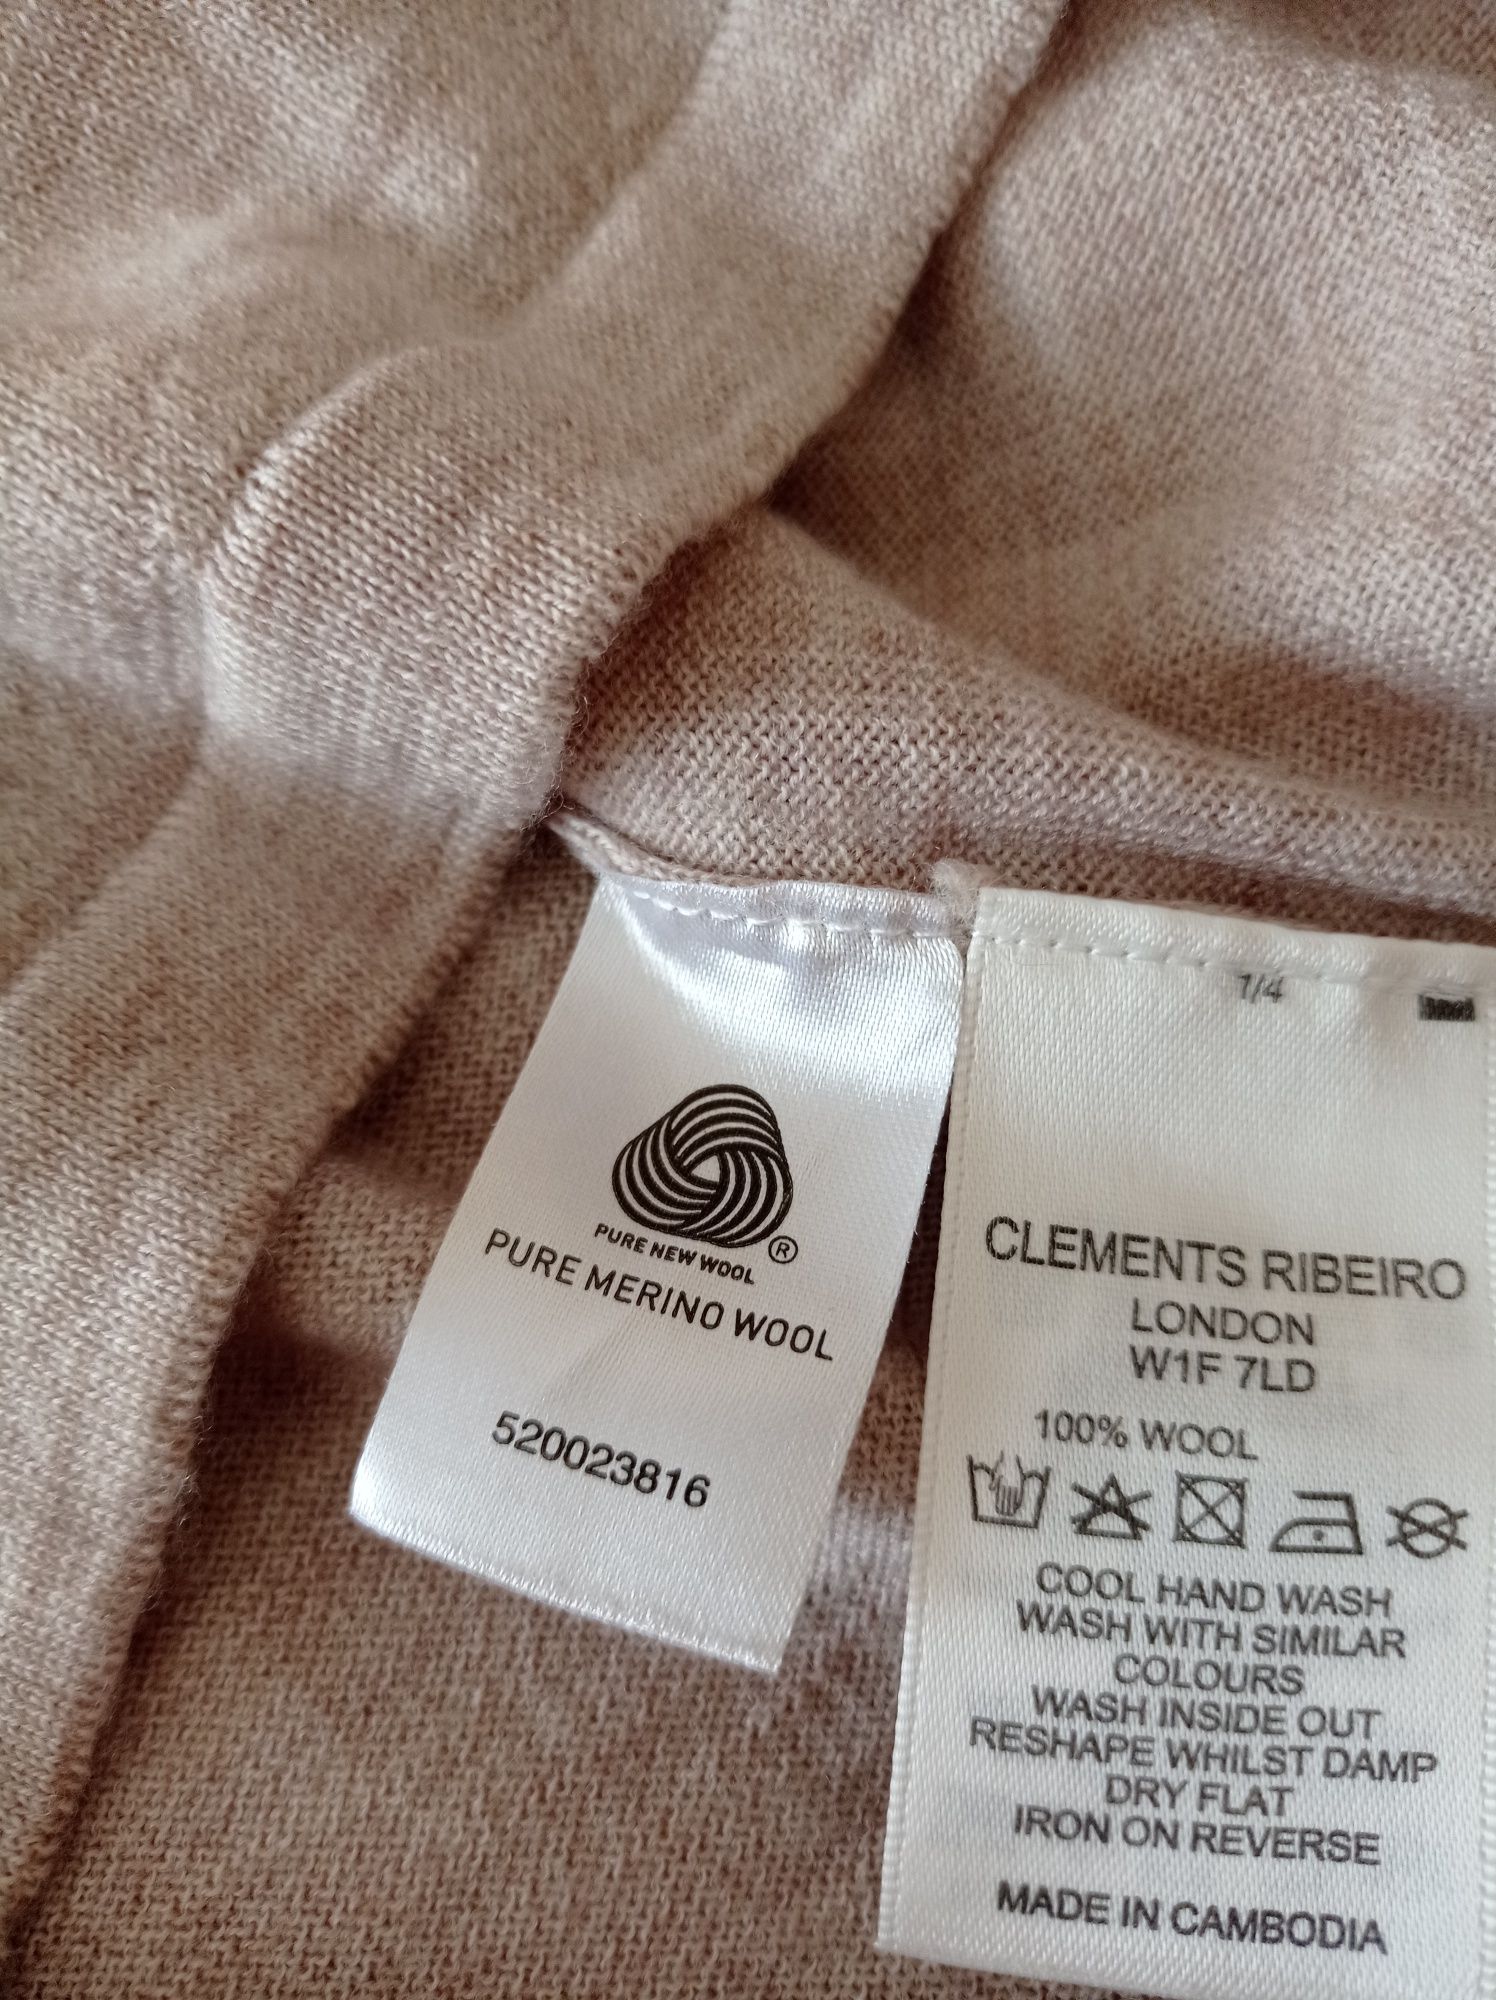 PURE NEW WOOL
®
PURE MERINO WOOL
520023816
1/4
CLEMENTS RIBEIRO
LONDON
W1F 7LD
100% WOOL
COOL HAND WASH
WASH WITH SIMILAR
COLOURS
WASH INSIDE OUT
RESHAPE WHILST DAMP
DRY FLAT
IRON ON REVERSE
MADE IN CAMBODIA